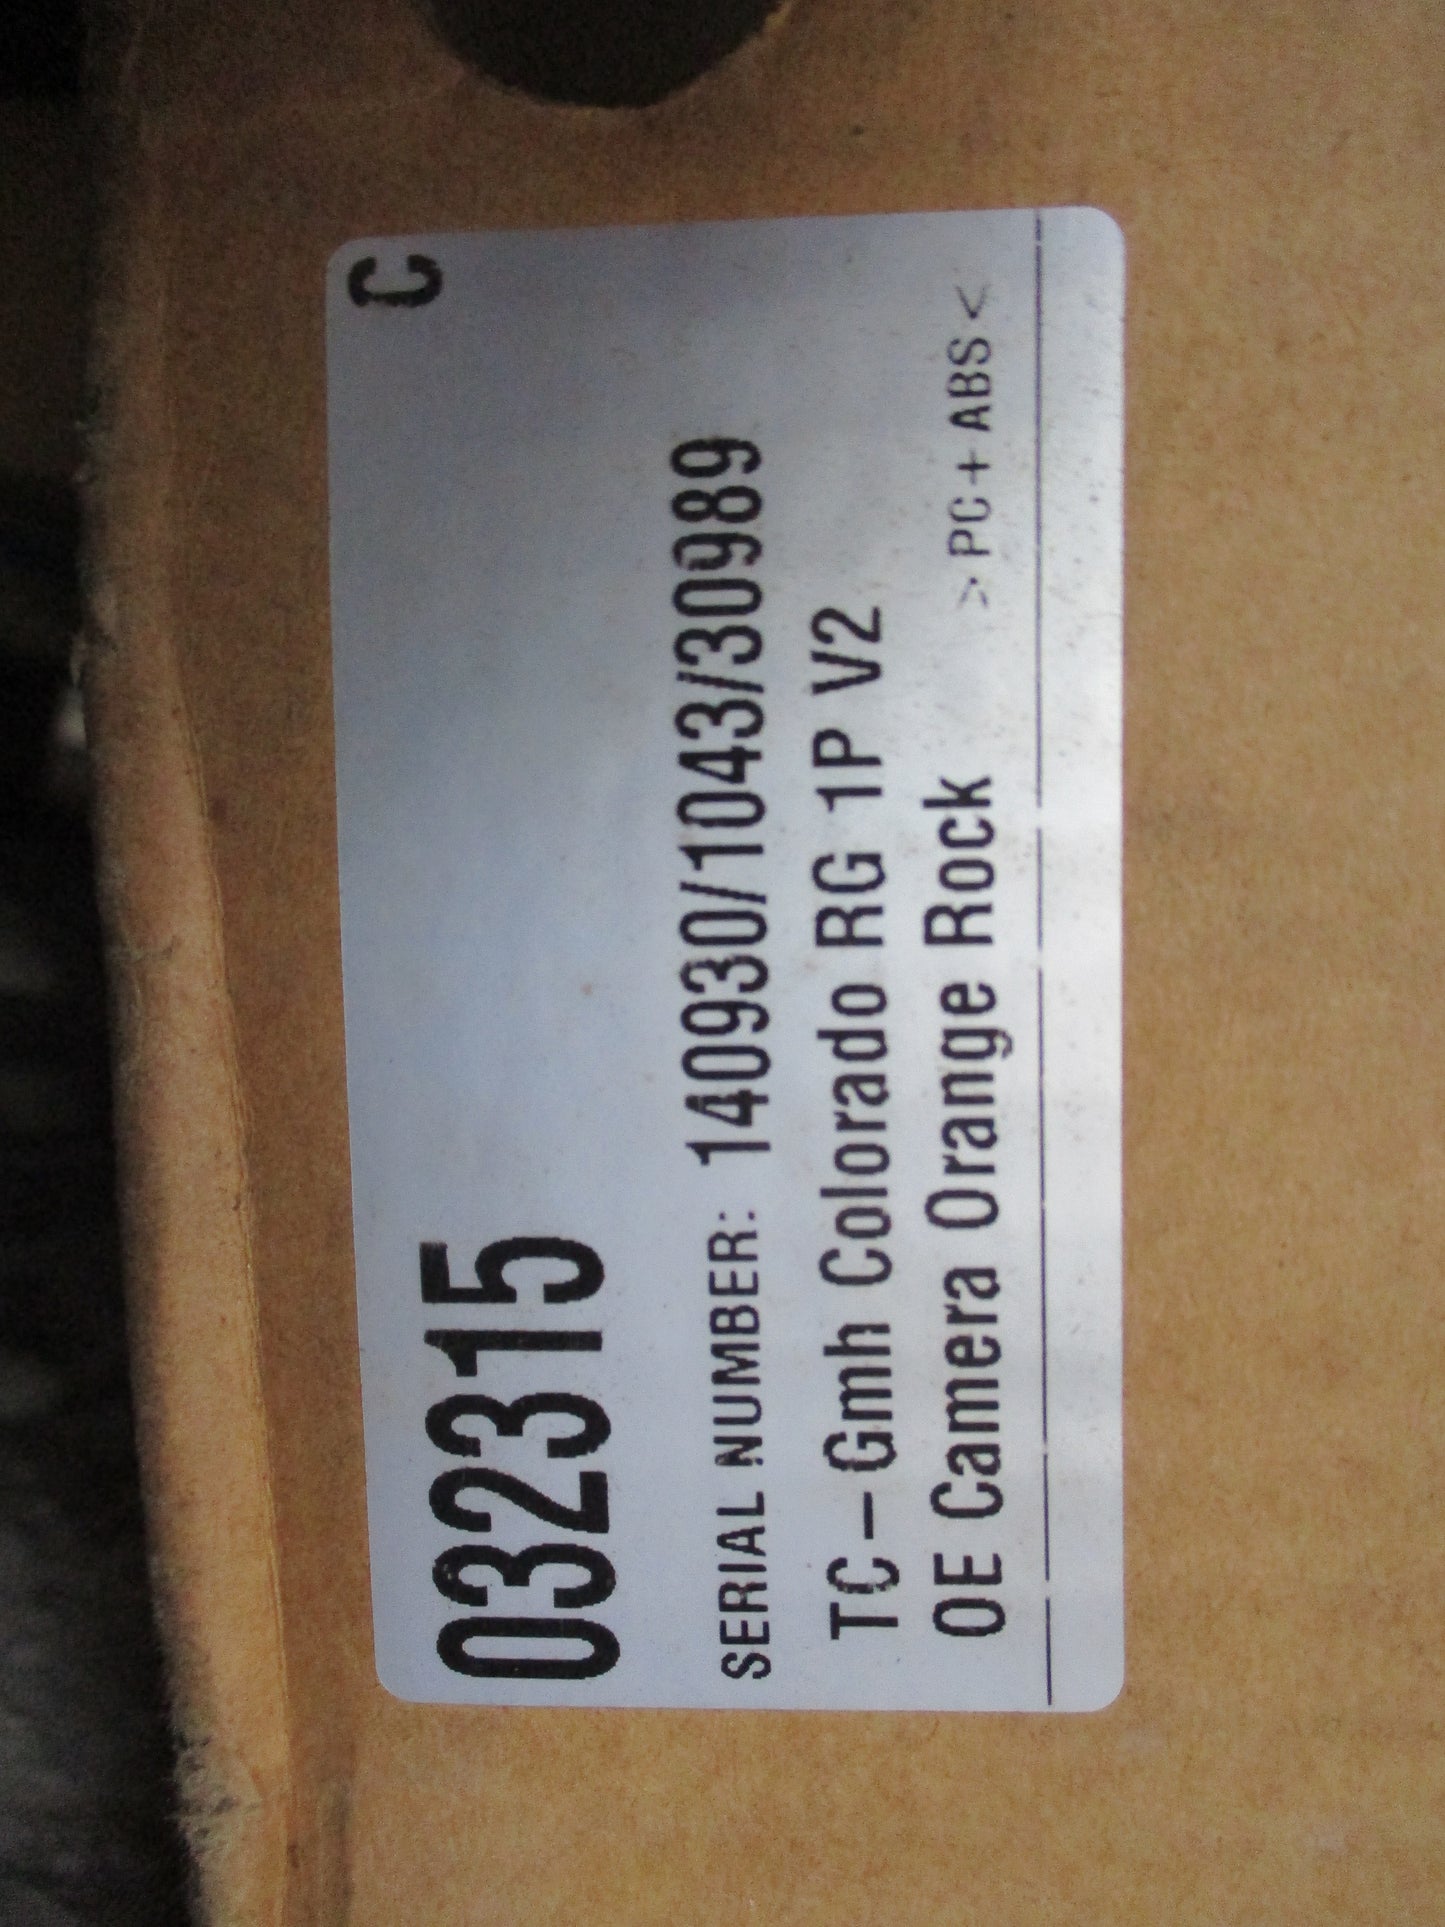 C
032315
SERIAL NUMBER: 140930/1043/30989
TC-Gmh Colorado RG 1P V2
OE Camera Orange Rock >PC+ABS<